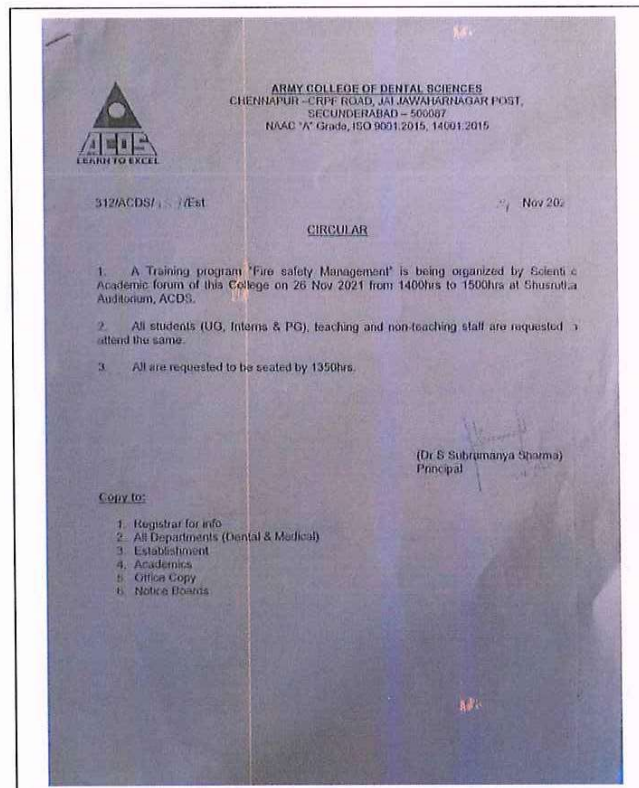 ARMY COLLEGE OF DENTAL SCIENCES
CHENNAPUR –CRPF ROAD, JAI JAWAHARNAGAR POST,
SECUNDERABAD – 500087
NAAC "A" Grade, ISO 9001:2015, 14001:2015
ACDS
LEARN TO EXCEL
312/ACDS/ /Est
Nov 202
CIRCULAR
1. A Training program "Fire safety Management" is being organized by
Academic forum of this College on 26 Nov 2021 from 1400hrs to 1500hrs at Shusrutha
Auditorium, ACDS.
2. All students (UG, Interns & PG), teaching and non-teaching staff are requested
attend the same.
3. All are requested to be seated by 1350hrs.
(Dr S Subramanya Sharma)
Principal
Copy to:
1. Registrar for info
2. All Departments (Dental & Medical)
3. Establishment
4. Academics
5. Office Copy
6. Notice Boards